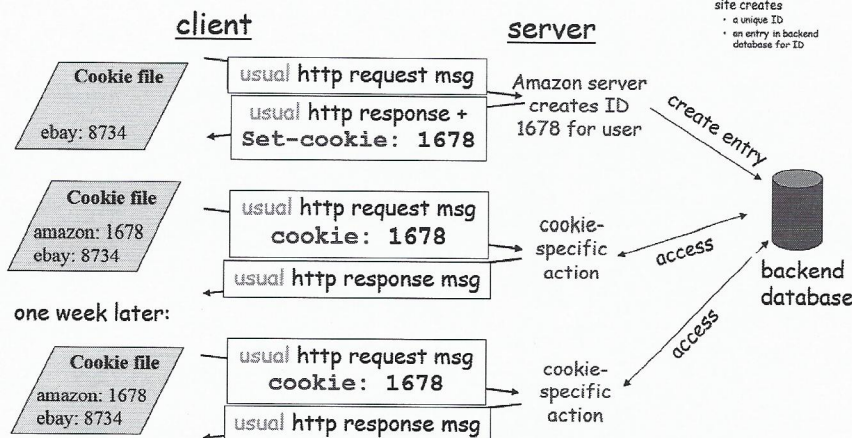 site creates
• a unique ID
• an entry in backend
database for ID
client
server
Cookie file
ebay: 8734
usual http request msg
usual http response +
Set-cookie: 1678
Amazon server
creates ID
1678 for user
create entry
Cookie file
amazon: 1678
ebay: 8734
usual http request msg
cookie: 1678
usual http response msg
cookie-
specific
action
access
backend
database
one week later:
Cookie file
amazon: 1678
ebay: 8734
usual http request msg
cookie: 1678
usual http response msg
cookie-
specific
action
access